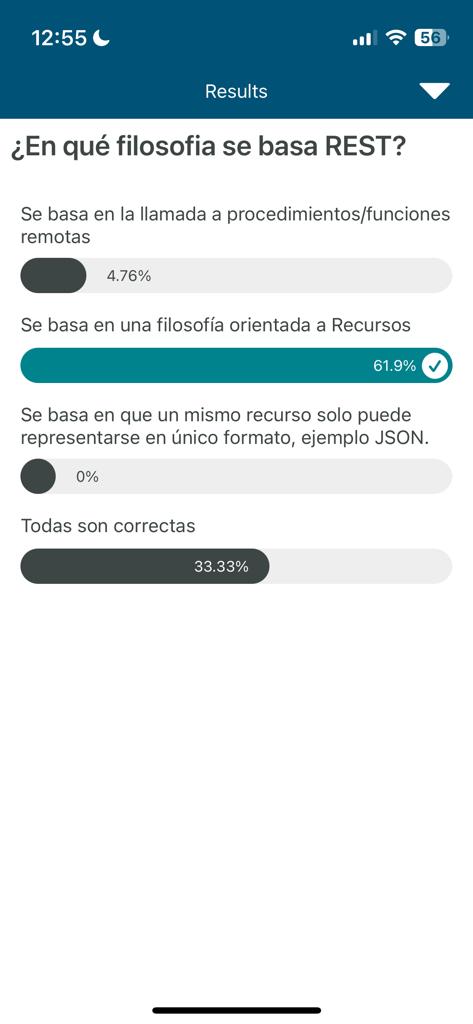 12:55
56
Results
¿En qué filosofia se basa REST?
Se basa en la llamada a procedimientos/funciones
remotas
4.76%
Se basa en una filosofía orientada a Recursos
61.9%
Se basa en que un mismo recurso solo puede
representarse en único formato, ejemplo JSON.
0%
Todas son correctas
33.33%